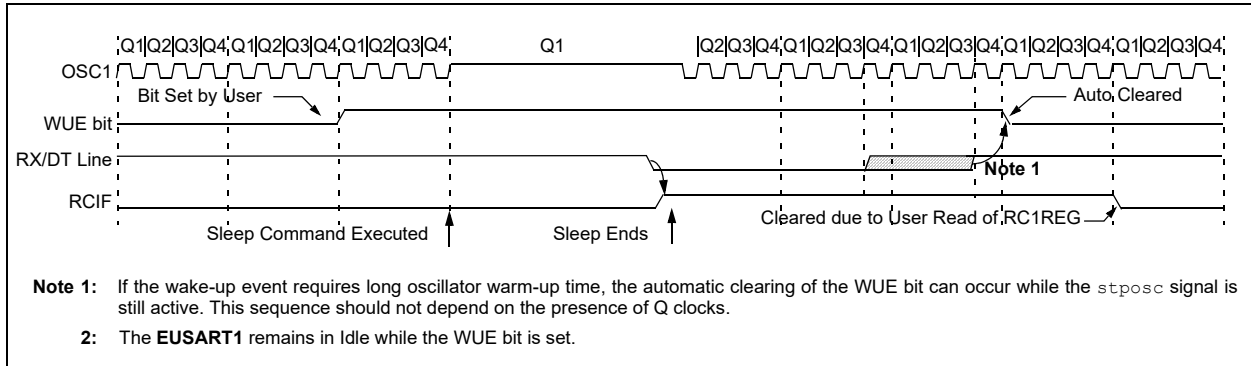 Q1|Q2|Q3|Q4|Q1|Q2|Q3|Q4|Q1|Q2|Q3|Q4 Q1 Q2|Q3|Q4|Q1|Q2|Q3|Q4|Q1|Q2|Q3|Q4|Q1|Q2|Q3|Q4|Q1|Q2|Q3|Q4
OSC1
Bit Set by User Auto Cleared
WUE bit
RX/DT Line
Note 1
RCIF
Cleared due to User Read of RC1REG
Sleep Command Executed Sleep Ends
Note 1: If the wake-up event requires long oscillator warm-up time, the automatic clearing of the WUE bit can occur while the stposc signal is
still active. This sequence should not depend on the presence of Q clocks.
2: The EUSART1 remains in Idle while the WUE bit is set.